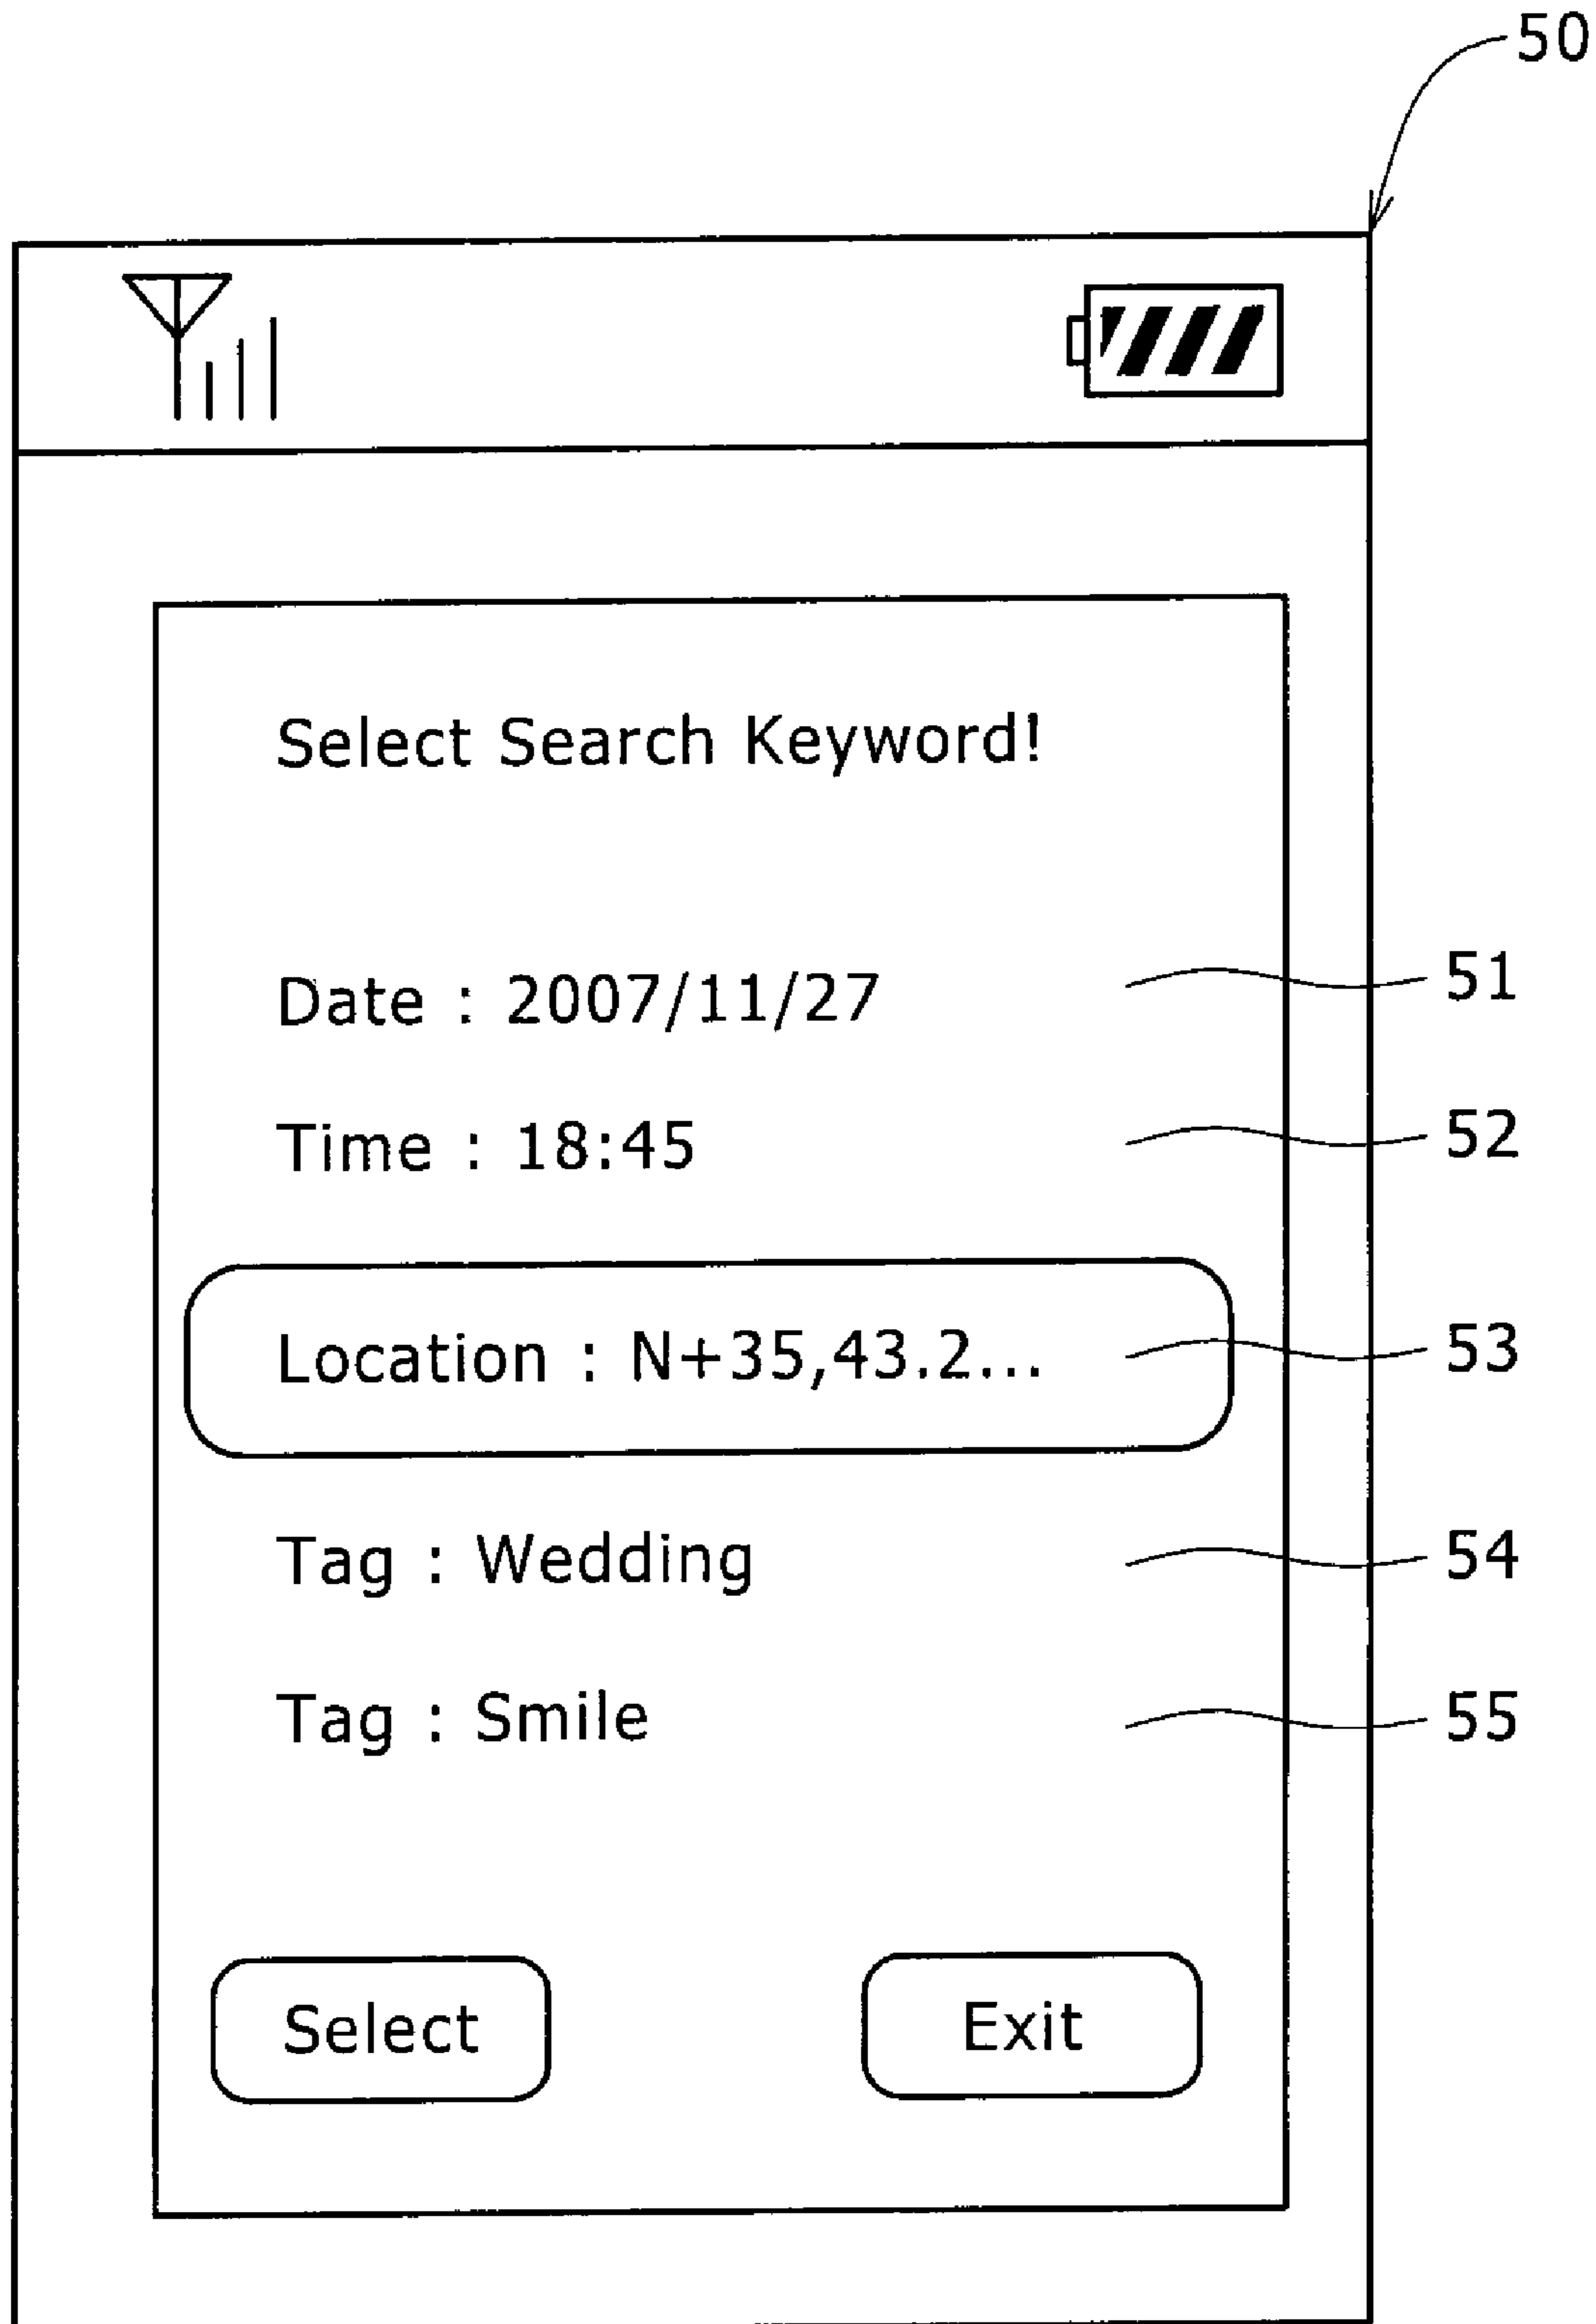 50
Select Search Keyword!
Date : 2007/11/27 51
Time : 18:45 52
Location : N+35,43.2... 53
Tag : Wedding 54
Tag : Smile 55
Select Exit